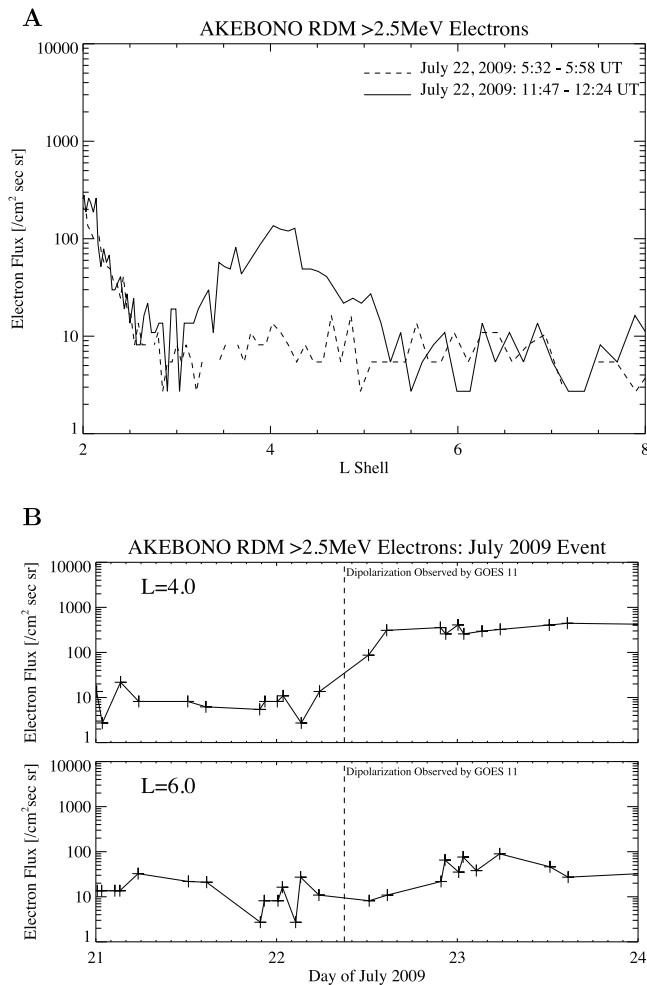 A
AKEBONO RDM >2.5MeV Electrons
July 22, 2009: 5:32 - 5:58 UT
July 22, 2009: 11:47 - 12:24 UT
Electron Flux [/cm² sec sr]
10000
1000
100
10
1
2
4
6
8
L Shell
B
AKEBONO RDM >2.5MeV Electrons: July 2009 Event
L=4.0
Dipolarization Observed by GOES 11
Electron Flux [/cm² sec sr]
10000
1000
100
10
1
L=6.0
Dipolarization Observed by GOES 11
Electron Flux [/cm²sec sr]
10000
1000
100
10
1
21
22
23
24
Day of July 2009